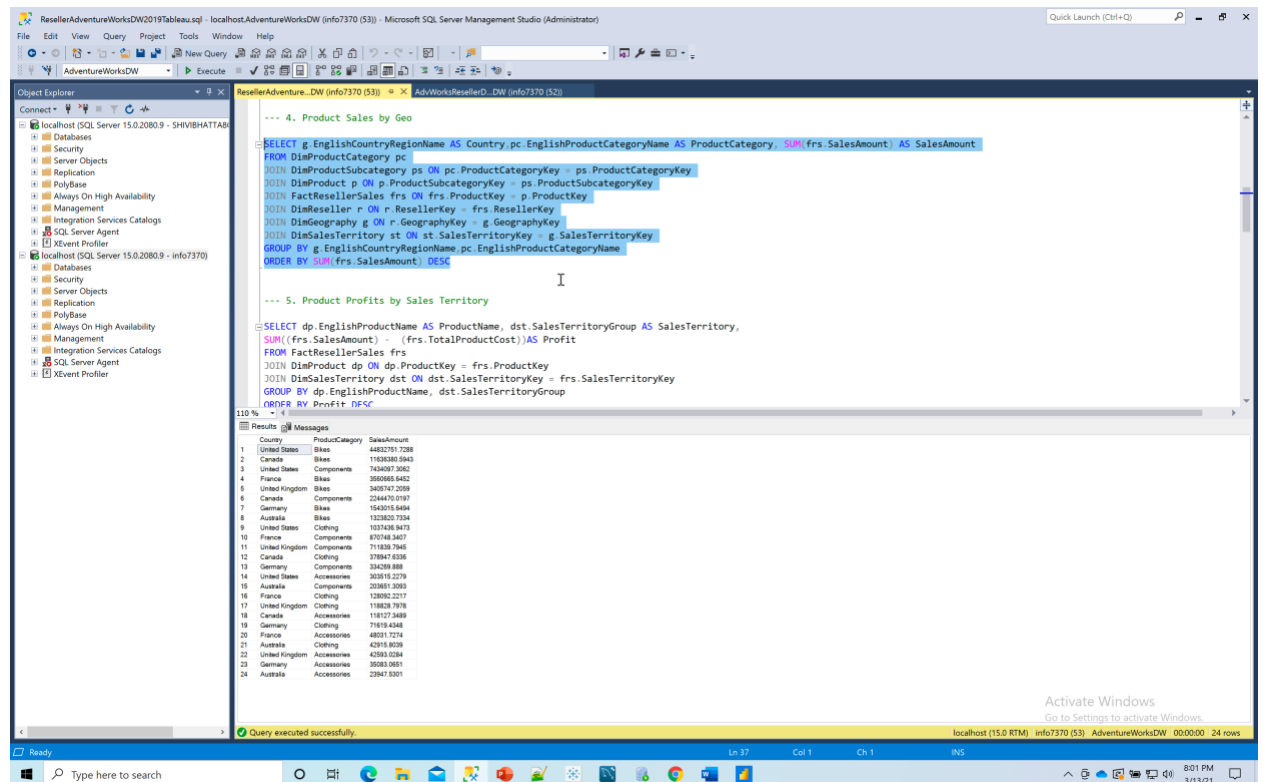 ResellerAdventureWorksDW2019Tableau.sql - localhost.AdventureWorksDW (info7370 (53)) - Microsoft SQL Server Management Studio (Administrator)
Quick Launch (Ctrl+Q)
File Edit View Query Project Tools Window Help
New Query
AdventureWorksDW
Execute
Object Explorer
ResellerAdventure...DW (info7370 (53))
AdvWorksResellerD...DW (info7370 (52))
Connect
localhost (SQL Server 15.0.2080.9 - SHIVIBHATTA
Databases
Security
Server Objects
Replication
PolyBase
Always On High Availability
Management
Integration Services Catalogs
SQL Server Agent
XEvent Profiler
localhost (SQL Server 15.0.2080.9 - info7370)
Databases
Security
Server Objects
Replication
PolyBase
Always On High Availability
Management
Integration Services Catalogs
SQL Server Agent
XEvent Profiler
--- 4. Product Sales by Geo
SELECT g.EnglishCountryRegionName AS Country,pc.EnglishProductCategoryName AS ProductCategory, SUM(frs.SalesAmount) AS SalesAmount
FROM DimProductCategory pc
JOIN DimProductSubcategory ps ON pc.ProductCategoryKey = ps.ProductCategoryKey
JOIN DimProduct p ON p.ProductSubcategoryKey = ps.ProductSubcategoryKey
JOIN FactResellerSales frs ON frs.ProductKey = p.ProductKey
JOIN DimReseller r ON r.ResellerKey = frs.ResellerKey
JOIN DimGeography g ON r.GeographyKey = g.GeographyKey
JOIN DimSalesTerritory st ON st.SalesTerritoryKey = g.SalesTerritoryKey
GROUP BY g.EnglishCountryRegionName,pc.EnglishProductCategoryName
ORDER BY SUM(frs.SalesAmount) DESC
--- 5. Product Profits by Sales Territory
SELECT dp.EnglishProductName AS ProductName, dst.SalesTerritoryGroup AS SalesTerritory,
SUM((frs.SalesAmount) - (frs.TotalProductCost))AS Profit
FROM FactResellerSales frs
JOIN DimProduct dp ON dp.ProductKey = frs.ProductKey
JOIN DimSalesTerritory dst ON dst.SalesTerritoryKey = frs.SalesTerritoryKey
GROUP BY dp.EnglishProductName, dst.SalesTerritoryGroup
ORDER BY Profit DESC
110 %
Results Messages
Country ProductCategory SalesAmount
1 United States Bikes 44832751.7288
2 Canada Bikes 11636380.5943
3 United States Components 7434097.3062
4 France Bikes 3560665.6452
5 United Kingdom Bikes 3405747.2059
6 Canada Components 2244470.0197
7 Germany Bikes 1543015.6494
8 Australia Bikes 1323820.7334
9 United States Clothing 1037436.9473
10 France Components 870748.3407
11 United Kingdom Components 711839.7945
12 Canada Clothing 378947.6336
13 Germany Components 334269.888
14 United States Accessories 303515.2279
15 Australia Components 203651.3093
16 France Clothing 128092.2217
17 United Kingdom Clothing 118828.7978
18 Canada Accessories 118127.3489
19 Germany Clothing 71619.4348
20 France Accessories 48031.7274
21 Australia Clothing 42915.8039
22 United Kingdom Accessories 42593.0284
23 Germany Accessories 35083.0651
24 Australia Accessories 23947.5301
Activate Windows
Go to Settings to activate Windows.
Query executed successfully.
localhost (15.0 RTM) info7370 (53) AdventureWorksDW 00:00:00 24 rows
Ready
Ln 37 Col 1 Ch 1 INS
Type here to search
8:01 PM